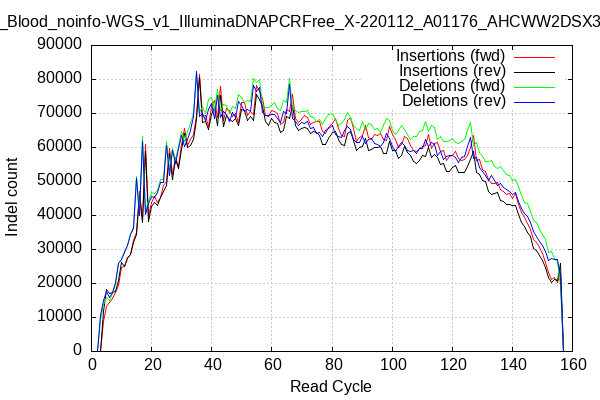 _Blood_noinfo-WGS_v1_IlluminaDNAPCRFree_X-220112_A01176_AHCWW2DSX3
Insertions (fwd)
Insertions (rev)
Deletions (fwd)
Deletions (rev)
90000
80000
70000
60000
50000
40000
30000
20000
10000
0
Indel count
0 20 40 60 80 100 120 140 160
Read Cycle